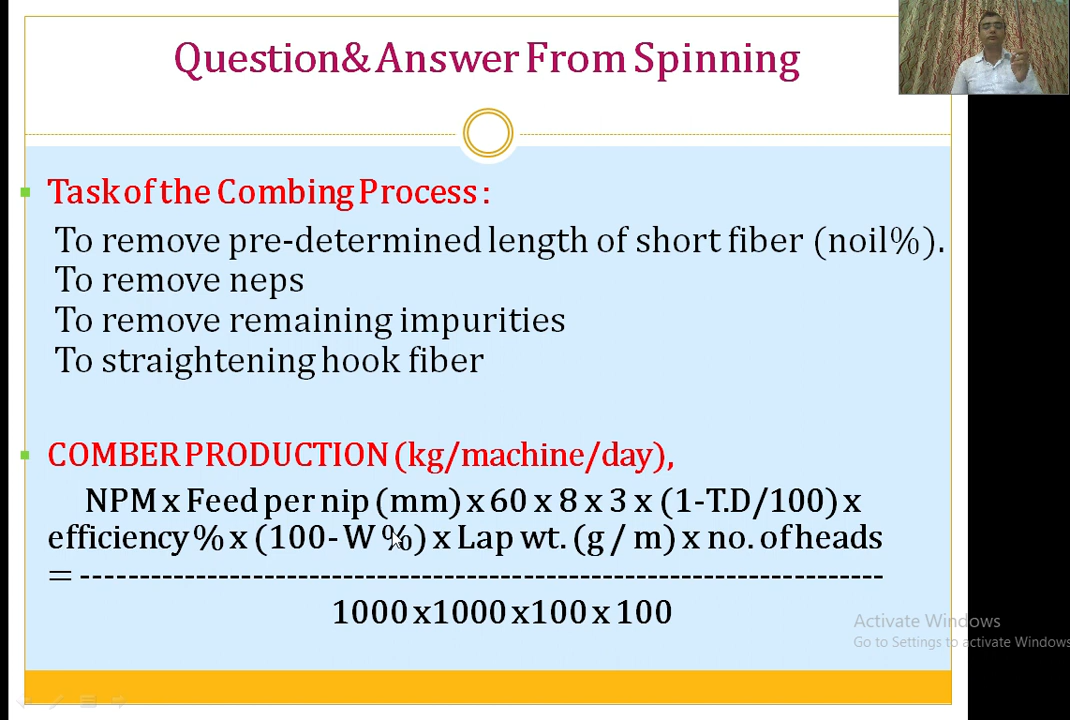 Question& Answer From Spinning
Task of the Combing Process :
To remove pre-determined length of short fiber (noil%).
To remove neps
To remove remaining impurities
To straightening hook fiber
COMBER PRODUCTION (kg/machine/day),
NPM x Feed per nip (mm) x 60 x 8 x 3 x (1-T.D/100) x
efficiency % x (100- W %) x Lap wt. (g / m) x no. of heads
= -----------------------------------------------------------------------
1000 x1000 x100 x 100
Activate Windows
Go to Settings to activate Windows